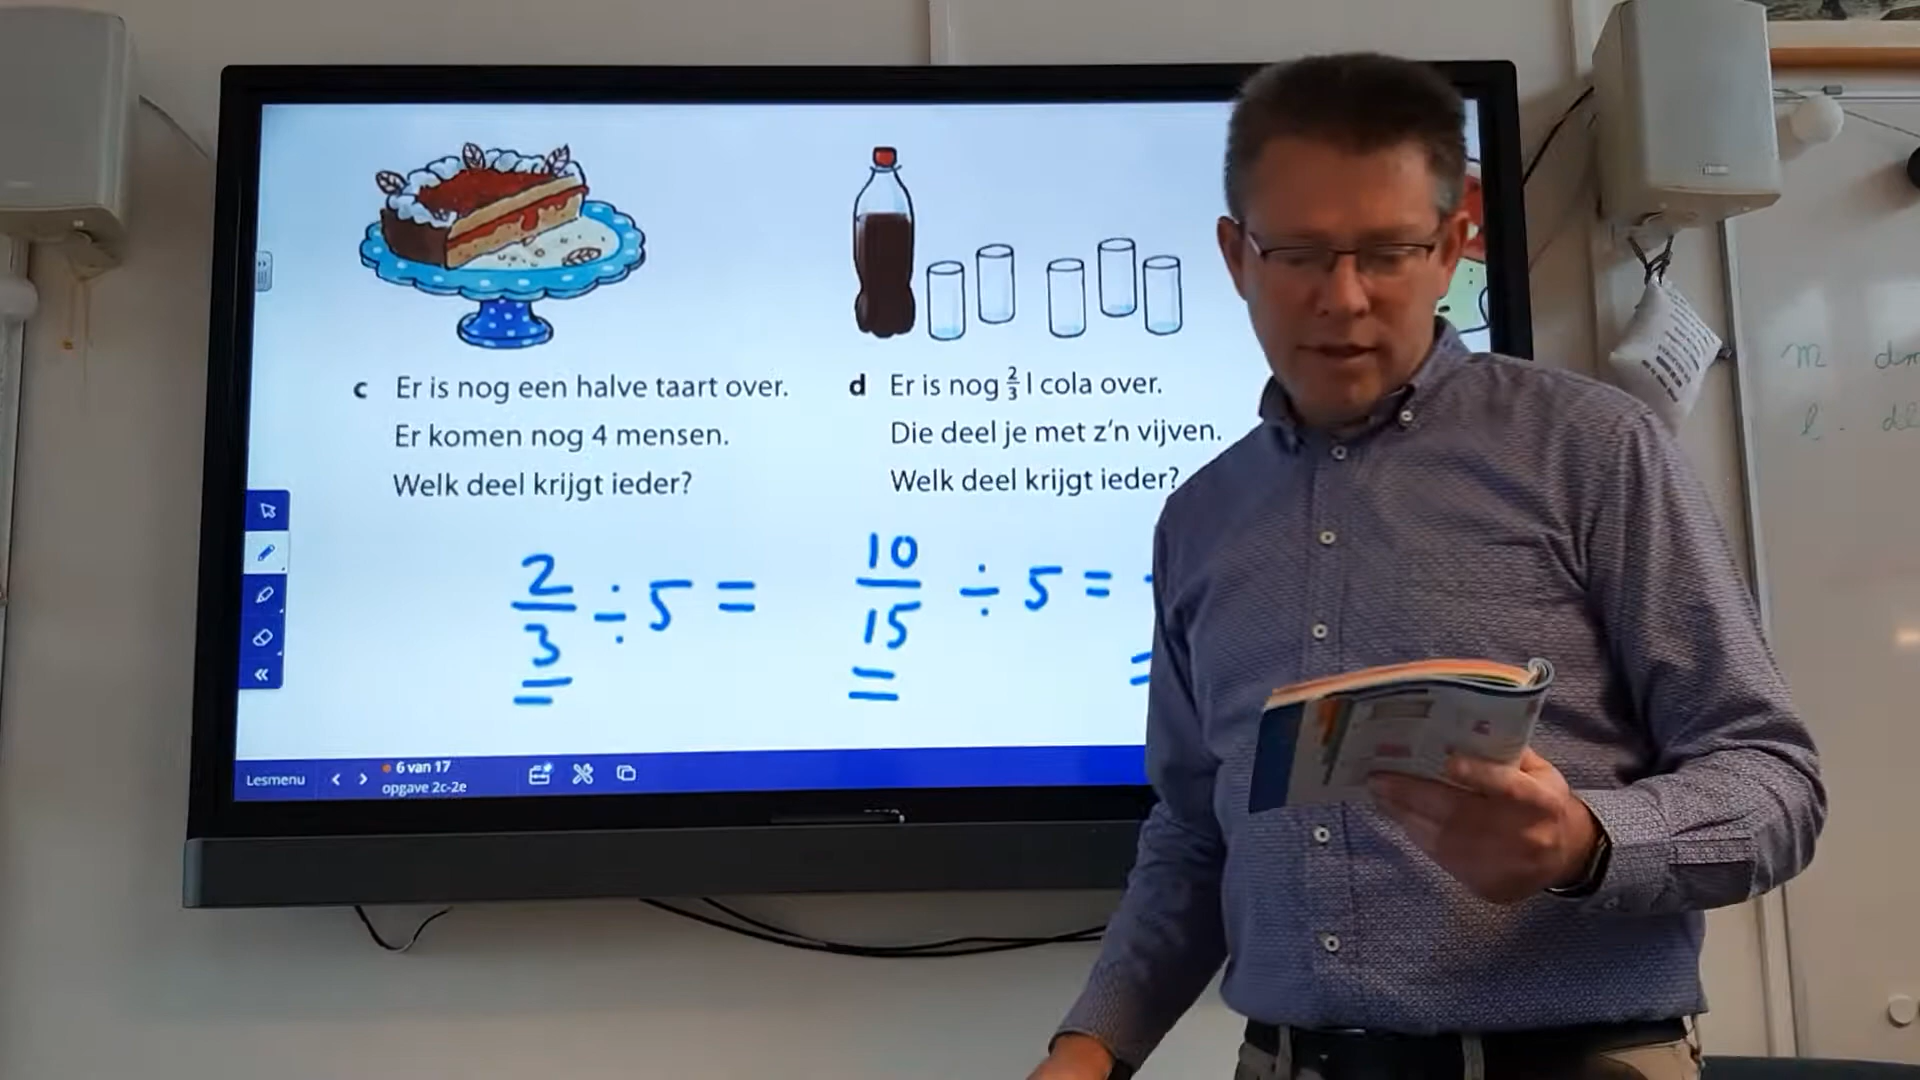 c Er is nog een halve taart over.
Er komen nog 4 mensen.
Welk deel krijgt ieder?
d Er is nog 2/3 l cola over.
Die deel je met z'n vijven.
Welk deel krijgt ieder?
2/3 ÷ 5 =
10/15 ÷ 5 =
=
Lesmenu
6 van 17
opgave 2c-2e
m dm
l. dl